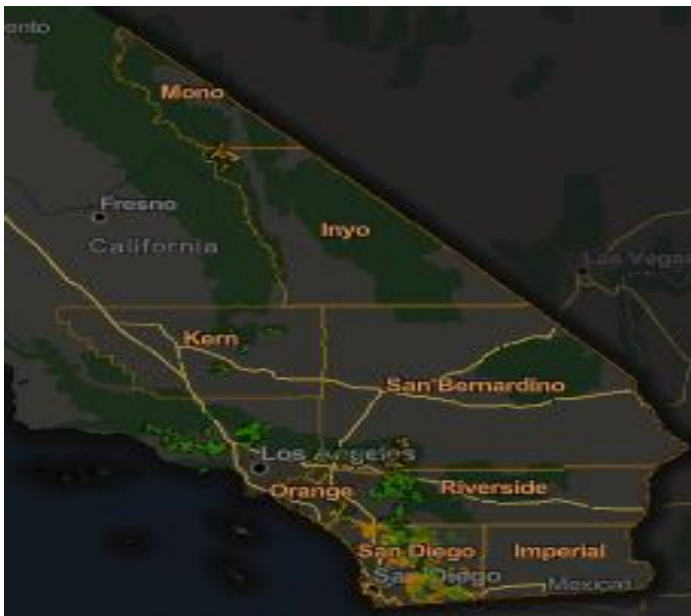 ento
Mono
Fresno
Inyo
California
Las Vegas
Kern
San Bernardino
Los Angeles
Orange
Riverside
San Diego
Imperial
San Diego
Mexicali